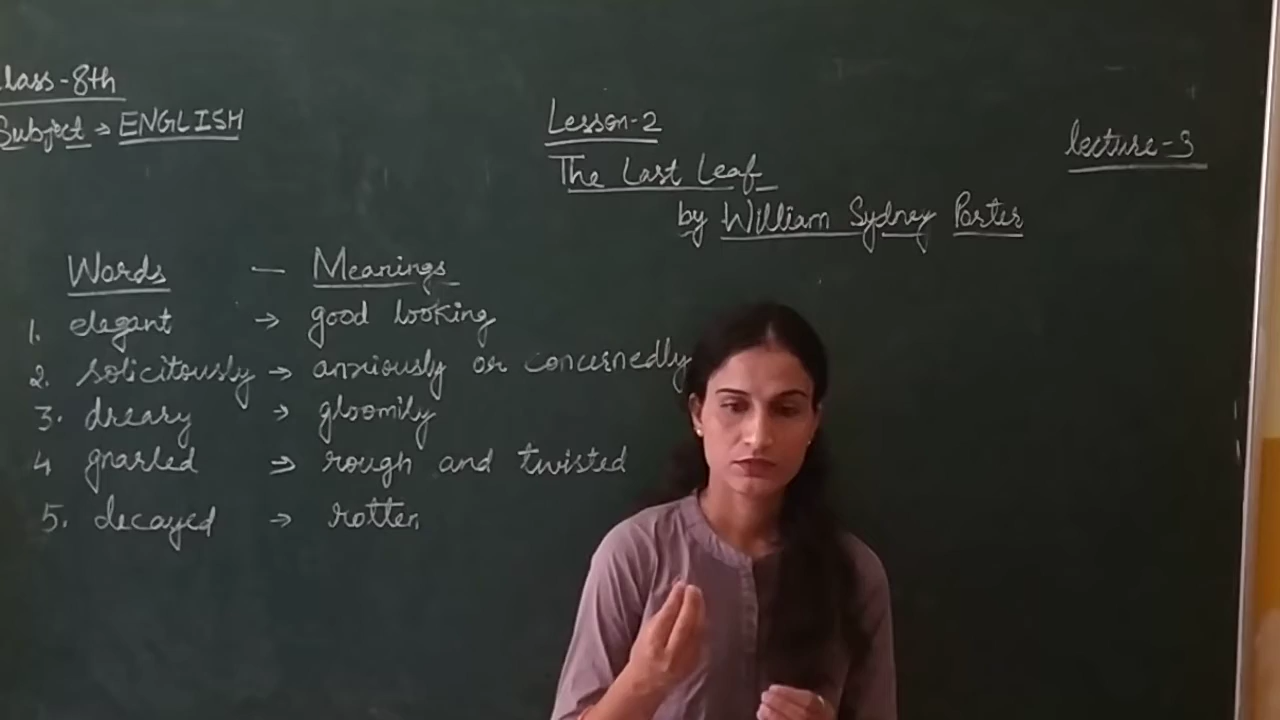 Class-8th
Subject → ENGLISH
Lesson-2
The Last Leaf
by William Sydney Porter
lecture-3
Words — Meanings
1. elegant → good looking
2. solicitously → anxiously or concernedly
3. dreary → gloomily
4 gnarled → rough and twisted
5. decayed → rotten